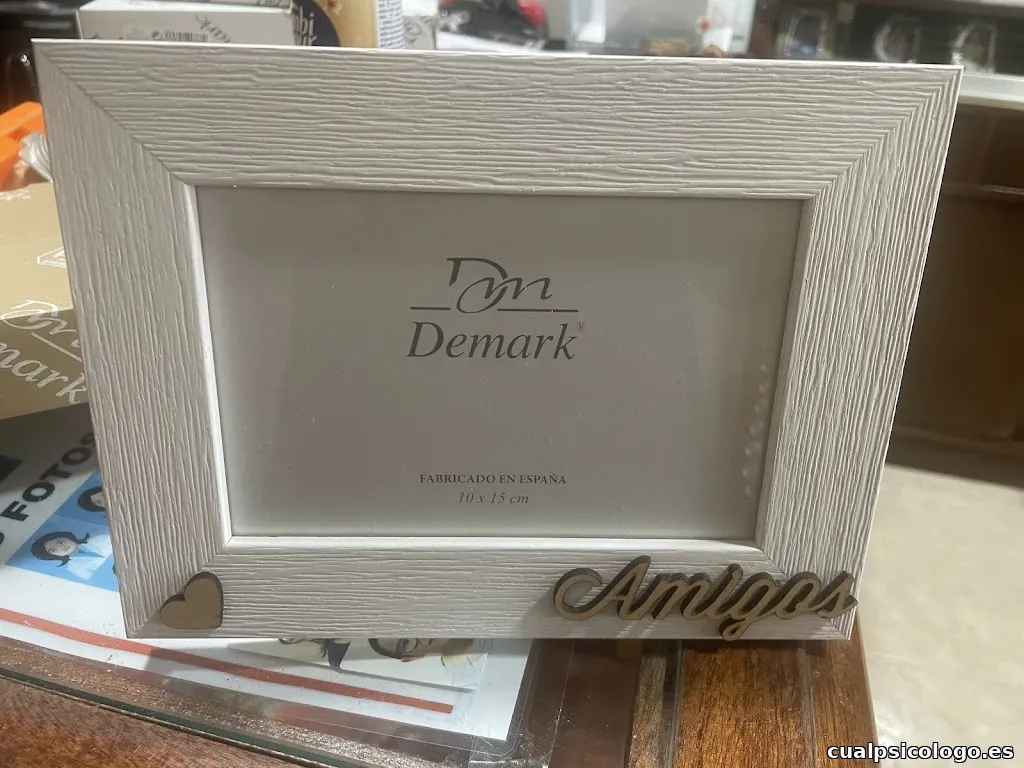 Dm
Demark®
FABRICADO EN ESPAÑA
10 x 15 cm
Amigos
FOTOS
cualpsicologo.es